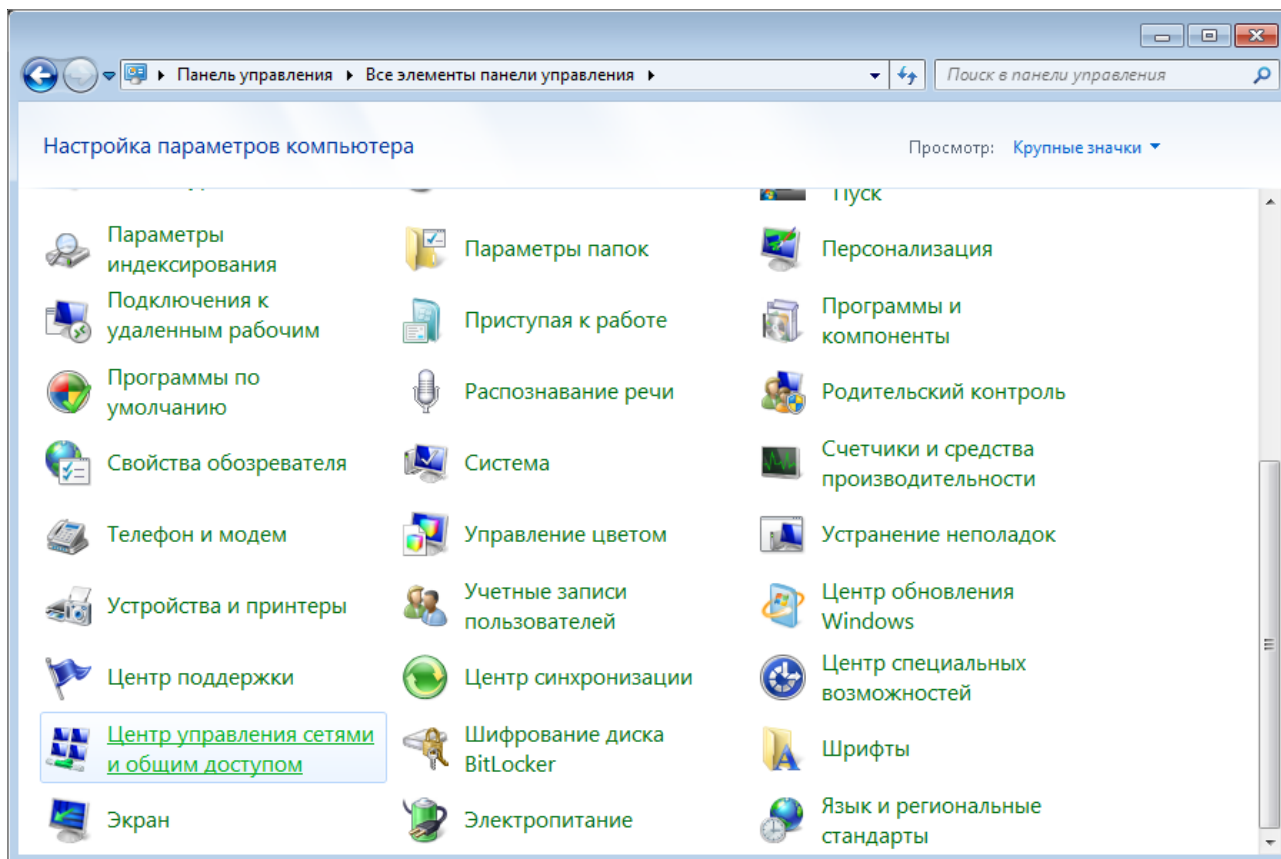 Панель управления ▸ Все элементы панели управления ▸
Поиск в панели управления
Настройка параметров компьютера
Просмотр: Крупные значки
Пуск
Параметры
индексирования
Параметры папок
Персонализация
Подключения к
удаленным рабочим
Приступая к работе
Программы и
компоненты
Программы по
умолчанию
Распознавание речи
Родительский контроль
Свойства обозревателя
Система
Счетчики и средства
производительности
Телефон и модем
Управление цветом
Устранение неполадок
Устройства и принтеры
Учетные записи
пользователей
Центр обновления
Windows
Центр поддержки
Центр синхронизации
Центр специальных
возможностей
Центр управления сетями
и общим доступом
Шифрование диска
BitLocker
Шрифты
Экран
Электропитание
Язык и региональные
стандарты